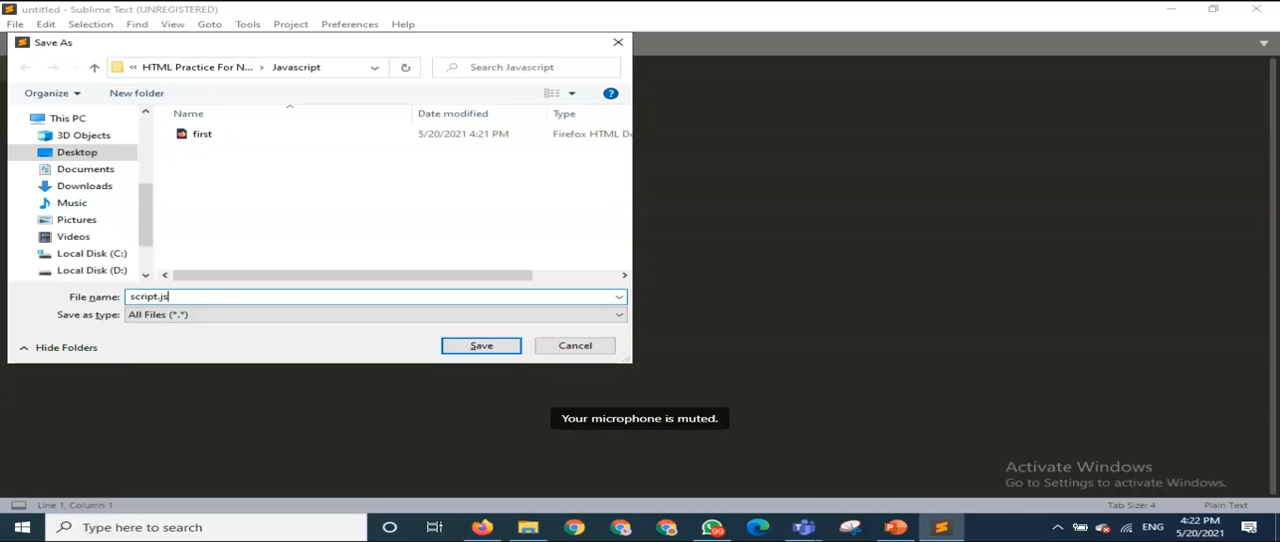 untitled - Sublime Text (UNREGISTERED)
File Edit Selection Find Goto Tools Project Preferences Help
Save As
« HTML Practice For N... › Javascript
Search Javascript
Organize
New folder
Name Date modified Type
This PC
3D Objects
first 5/20/2021 4:21 PM Firefox HTML Do
Desktop
Documents
Downloads
Music
Pictures
Videos
Local Disk (C:)
Local Disk (D:)
File name: script.js
Save as type: All Files (*.*)
Hide Folders
Save
Cancel
Your microphone is muted.
Activate Windows
Go to Settings to activate Windows.
Line 1, Column 1
Tab Size: 4
Plain Text
Type here to search
99
ENG
4:22 PM
5/20/2021